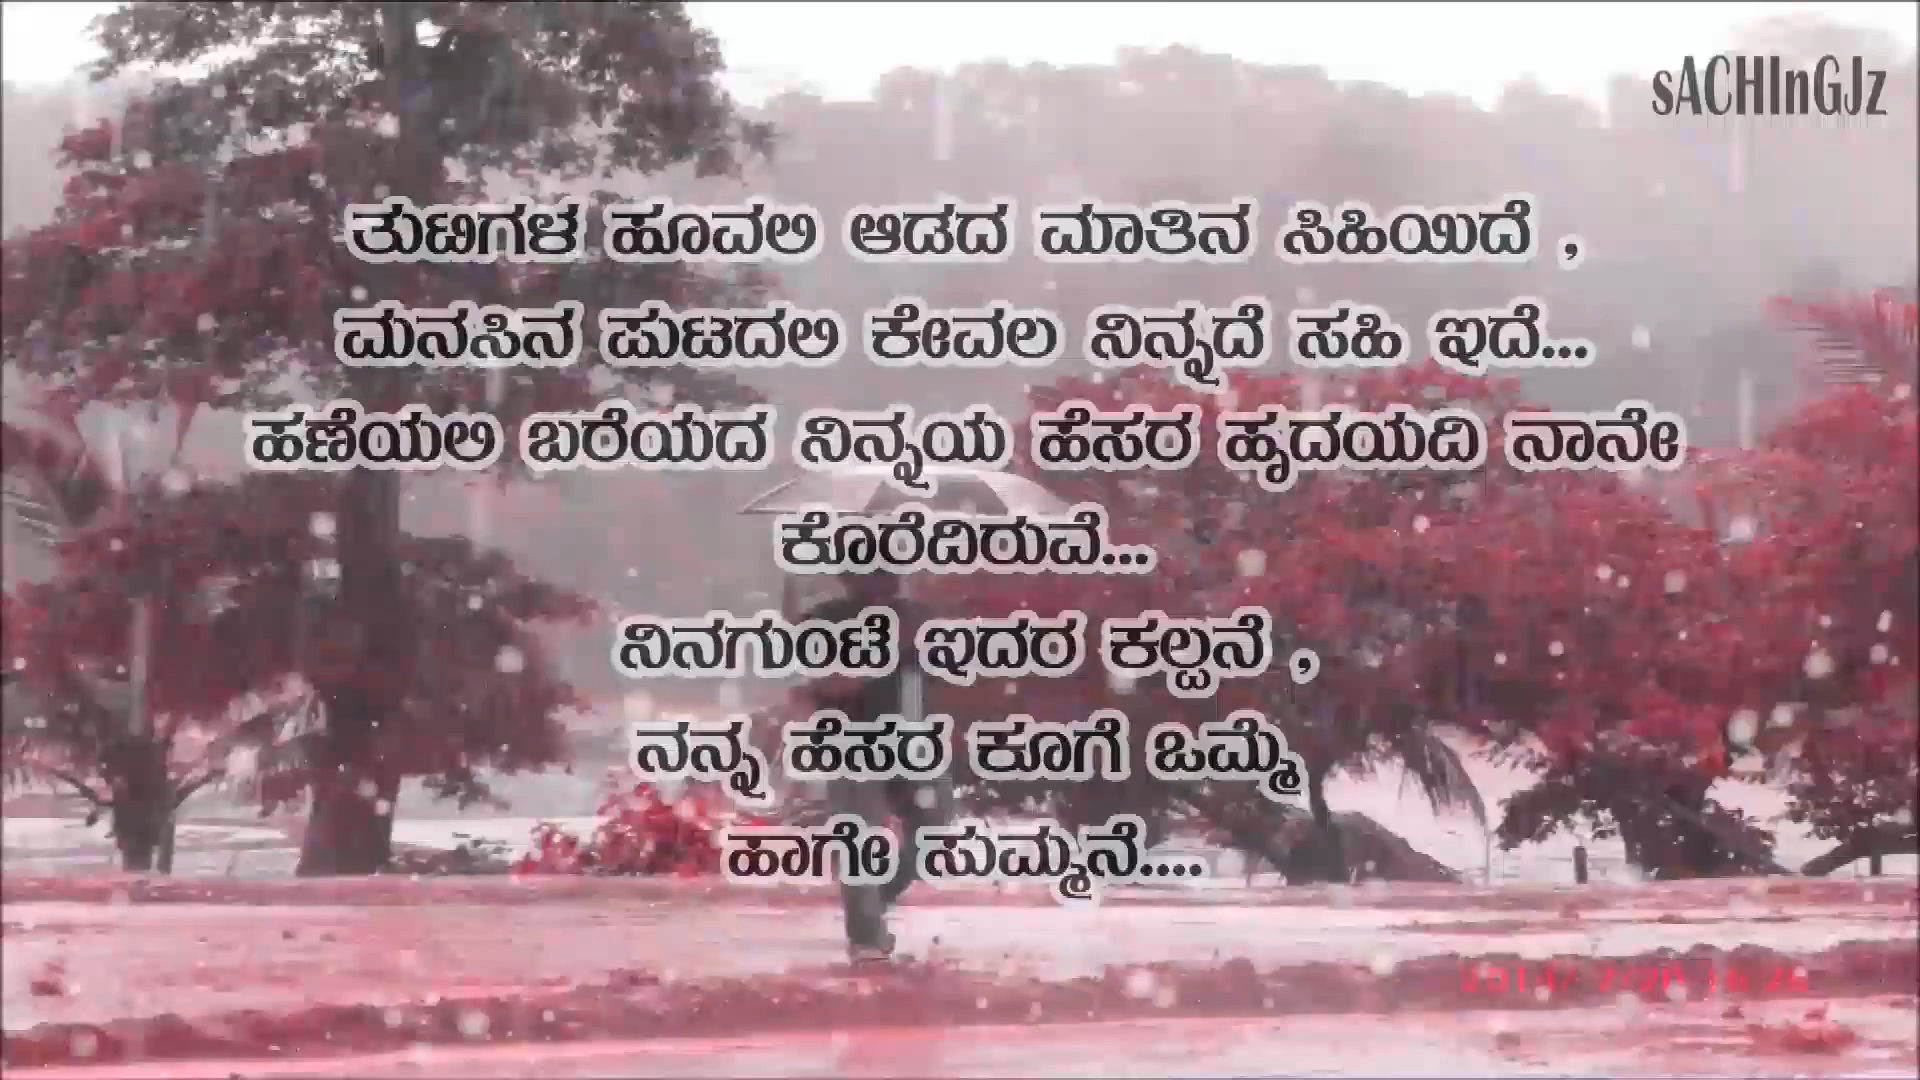 sACHInGJz
ತುಟಿಗಳ ಹೂವಲಿ ಆಡದ ಮಾತಿನ ಸಿಹಿಯಿದೆ ,
ಮನಸಿನ ಪುಟದಲಿ ಕೇವಲ ನಿನ್ನದೆ ಸಹಿ ಇದೆ...
ಹಣೆಯಲಿ ಬರೆಯದ ನಿನ್ನಯ ಹೆಸರ ಹೃದಯದಿ ನಾನೇ
ಕೊರೆದಿರುವೆ...
ನಿನಗುಂಟೆ ಇದರ ಕಲ್ಪನೆ ,
ನನ್ನ ಹೆಸರ ಕೂಗೆ ಒಮ್ಮೆ
ಹಾಗೇ ಸುಮ್ಮನೆ....